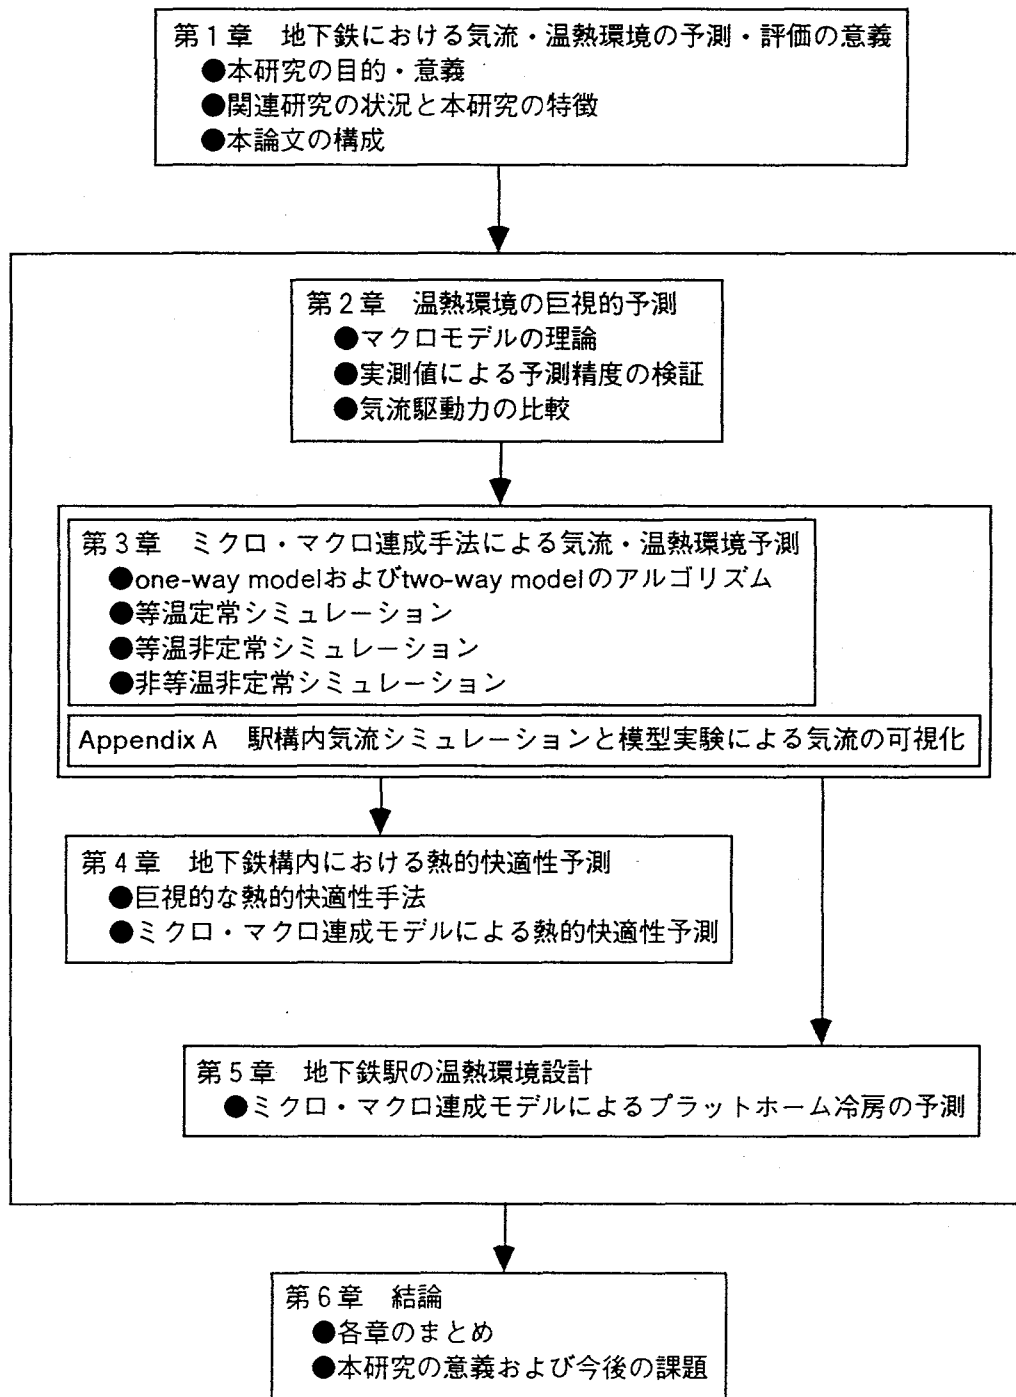 第1章 地下鉄における気流・温熱環境の予測・評価の意義
●本研究の目的・意義
●関連研究の状況と本研究の特徴
●本論文の構成
第2章 温熱環境の巨視的予測
●マクロモデルの理論
●実測値による予測精度の検証
●気流駆動力の比較
第3章 ミクロ・マクロ連成手法による気流・温熱環境予測
●one-way modelおよびtwo-way modelのアルゴリズム
●等温定常シミュレーション
●等温非定常シミュレーション
●非等温非定常シミュレーション
Appendix A 駅構内気流シミュレーションと模型実験による気流の可視化
第4章 地下鉄構内における熱的快適性予測
●巨視的な熱的快適性手法
●ミクロ・マクロ連成モデルによる熱的快適性予測
第5章 地下鉄駅の温熱環境設計
●ミクロ・マクロ連成モデルによるプラットホーム冷房の予測
第6章 結論
●各章のまとめ
●本研究の意義および今後の課題